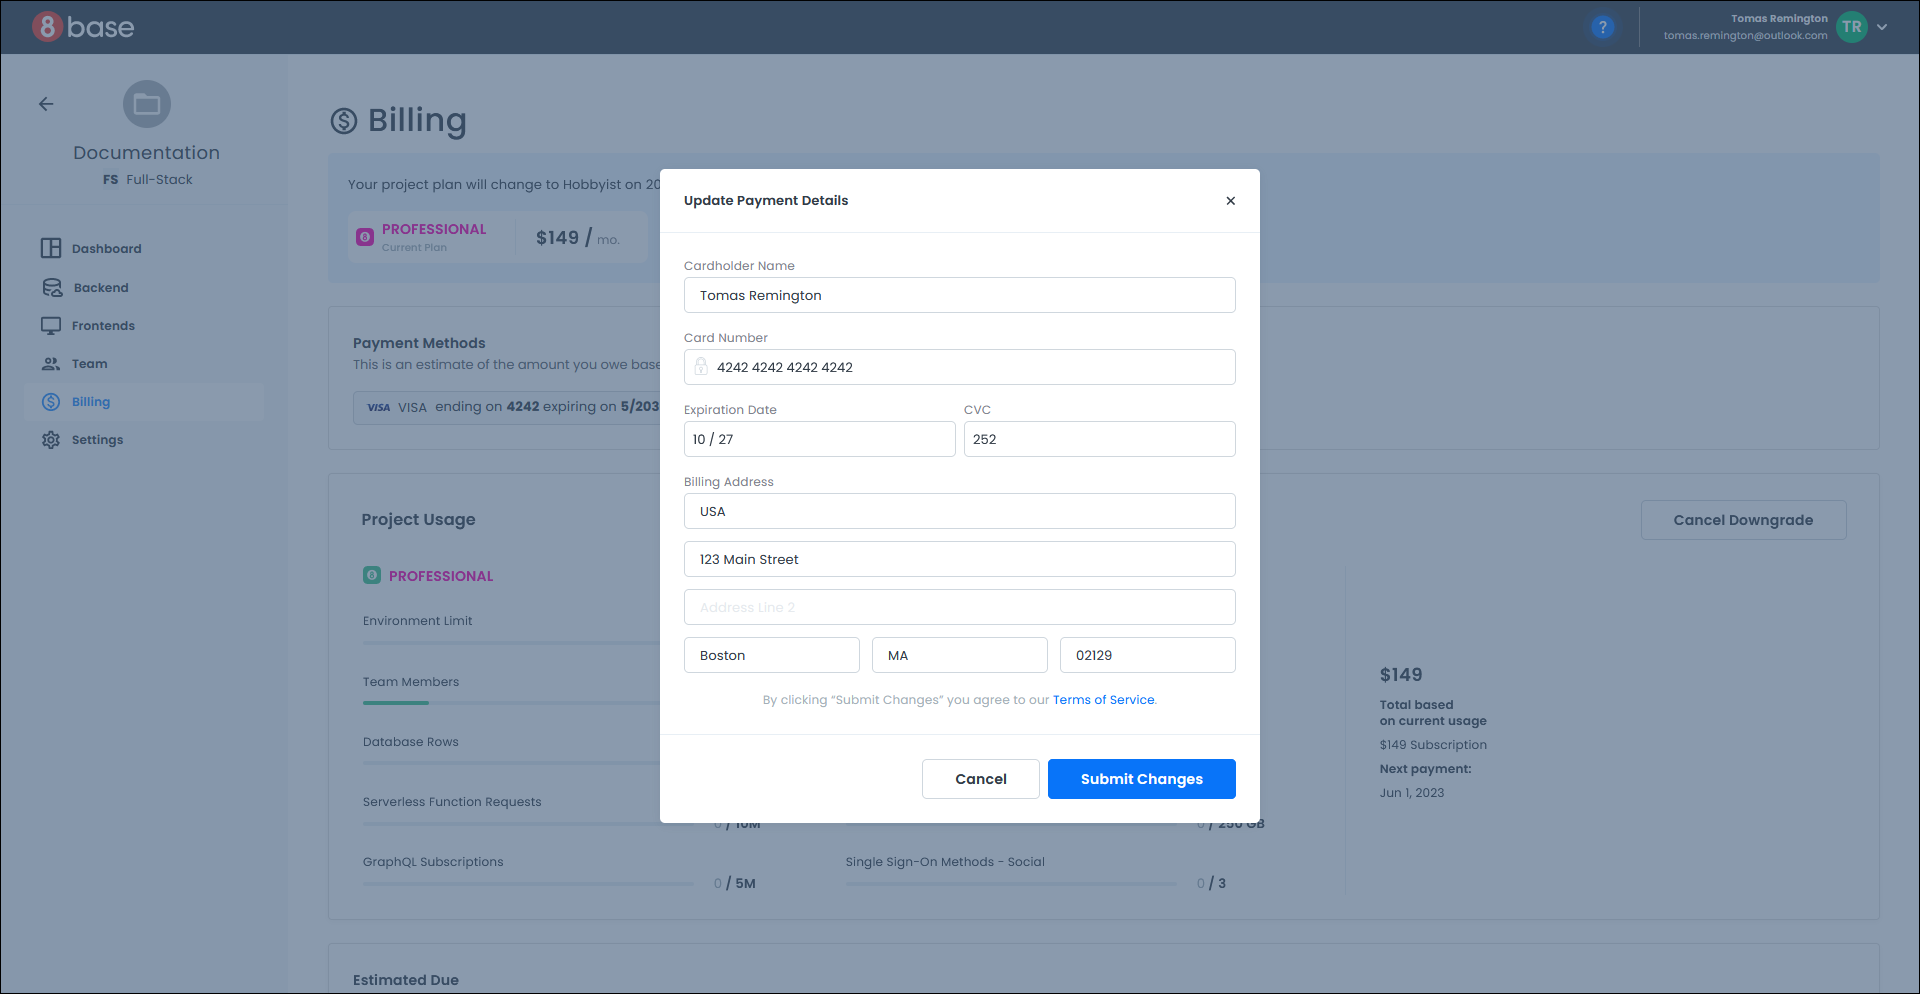 8base
?
Tomas Remington
tomas.remington@outlook.com
TR
Documentation
FS Full-Stack
Dashboard
Backend
Frontends
Team
Billing
Settings
Billing
Your project plan will change to Hobbyist on 20
8 PROFESSIONAL
Current Plan
$149 / mo.
Payment Methods
This is an estimate of the amount you owe base
VISA VISA ending on 4242 expiring on 5/203
Project Usage
Cancel Downgrade
8 PROFESSIONAL
Environment Limit
Team Members
Database Rows
Serverless Function Requests
0 / 10M
0 / 250 GB
GraphQL Subscriptions
0 / 5M
Single Sign-On Methods - Social
0 / 3
$149
Total based
on current usage
$149 Subscription
Next payment:
Jun 1, 2023
Estimated Due
Update Payment Details
×
Cardholder Name
Tomas Remington
Card Number
4242 4242 4242 4242
Expiration Date
CVC
10 / 27
252
Billing Address
USA
123 Main Street
Address Line 2
Boston
MA
02129
By clicking “Submit Changes” you agree to our Terms of Service.
Cancel
Submit Changes